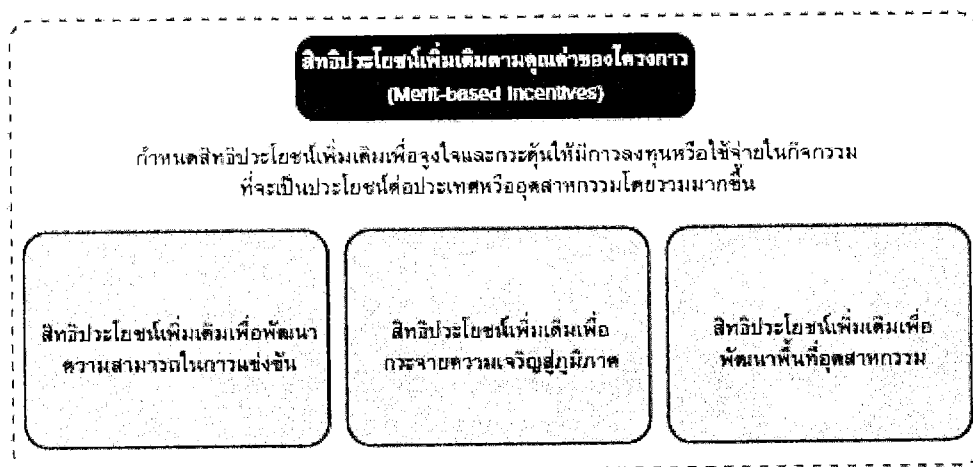 สิทธิประโยชน์เพิ่มเติมตามคุณค่าของโครงการ
(Merit-based Incentives)
กำหนดสิทธิประโยชน์เพิ่มเติมเพื่อจูงใจและกระตุ้นให้มีการลงทุนหรือใช้จ่ายในกิจกรรม
ที่จะเป็นประโยชน์ต่อประเทศหรืออุตสาหกรรมโดยรวมมากขึ้น
สิทธิประโยชน์เพิ่มเติมเพื่อพัฒนา
ความสามารถในการแข่งขัน
สิทธิประโยชน์เพิ่มเติมเพื่อ
กระจายความเจริญสู่ภูมิภาค
สิทธิประโยชน์เพิ่มเติมเพื่อ
พัฒนาพื้นที่อุตสาหกรรม